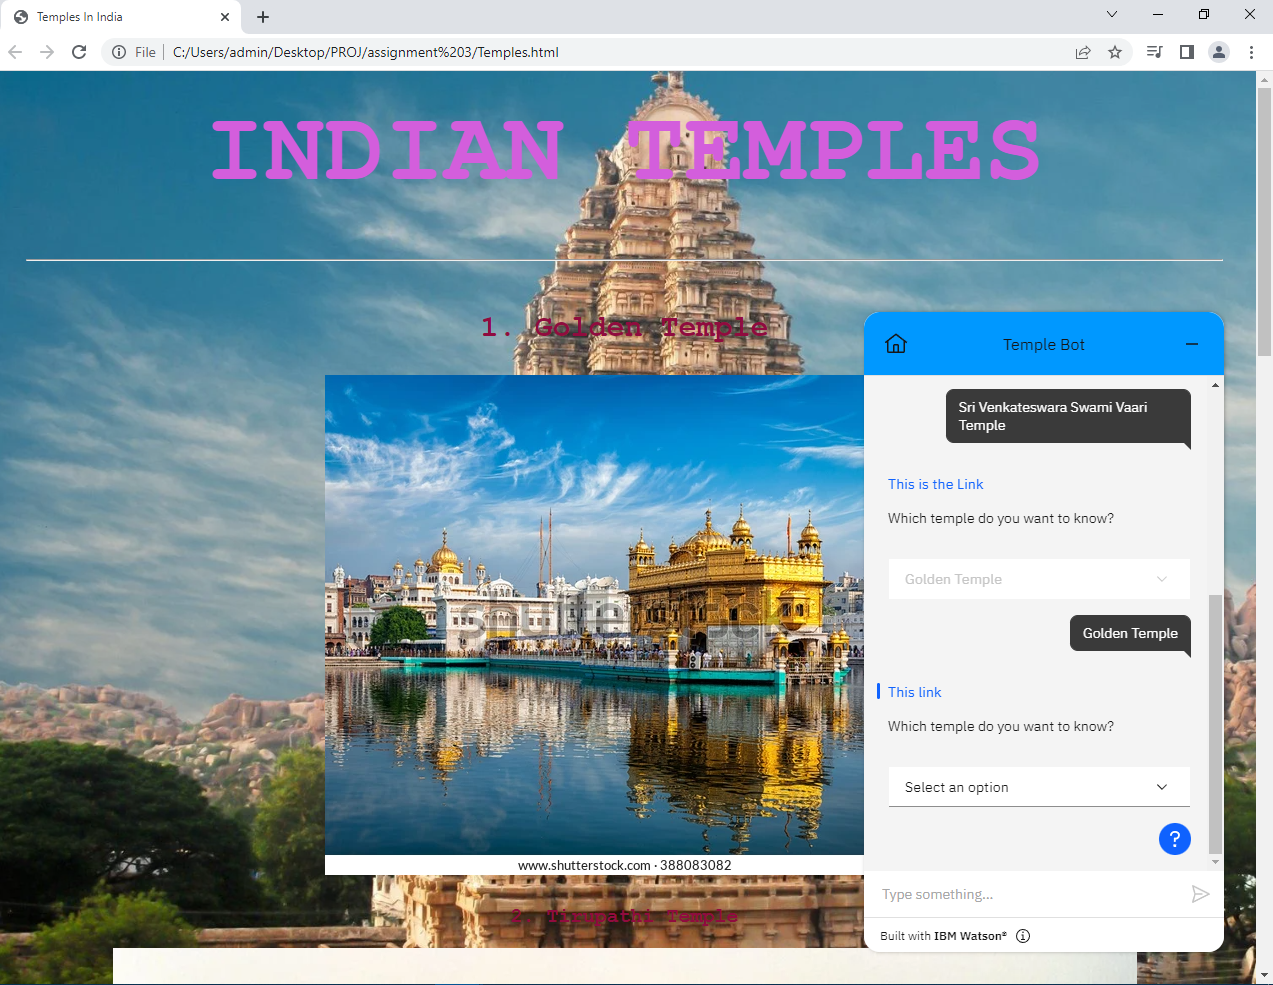 Temples In India
File
C:/Users/admin/Desktop/PROJ/assignment%203/Temples.html
INDIAN TEMPLES
1. Golden Temple
shutterstock
www.shutterstock.com · 388083082
2. Tirupathi Temple
Temple Bot
Sri Venkateswara Swami Vaari
Temple
This is the Link
Which temple do you want to know?
Golden Temple
Golden Temple
This link
Which temple do you want to know?
Select an option
?
Type something...
Built with IBM Watson®